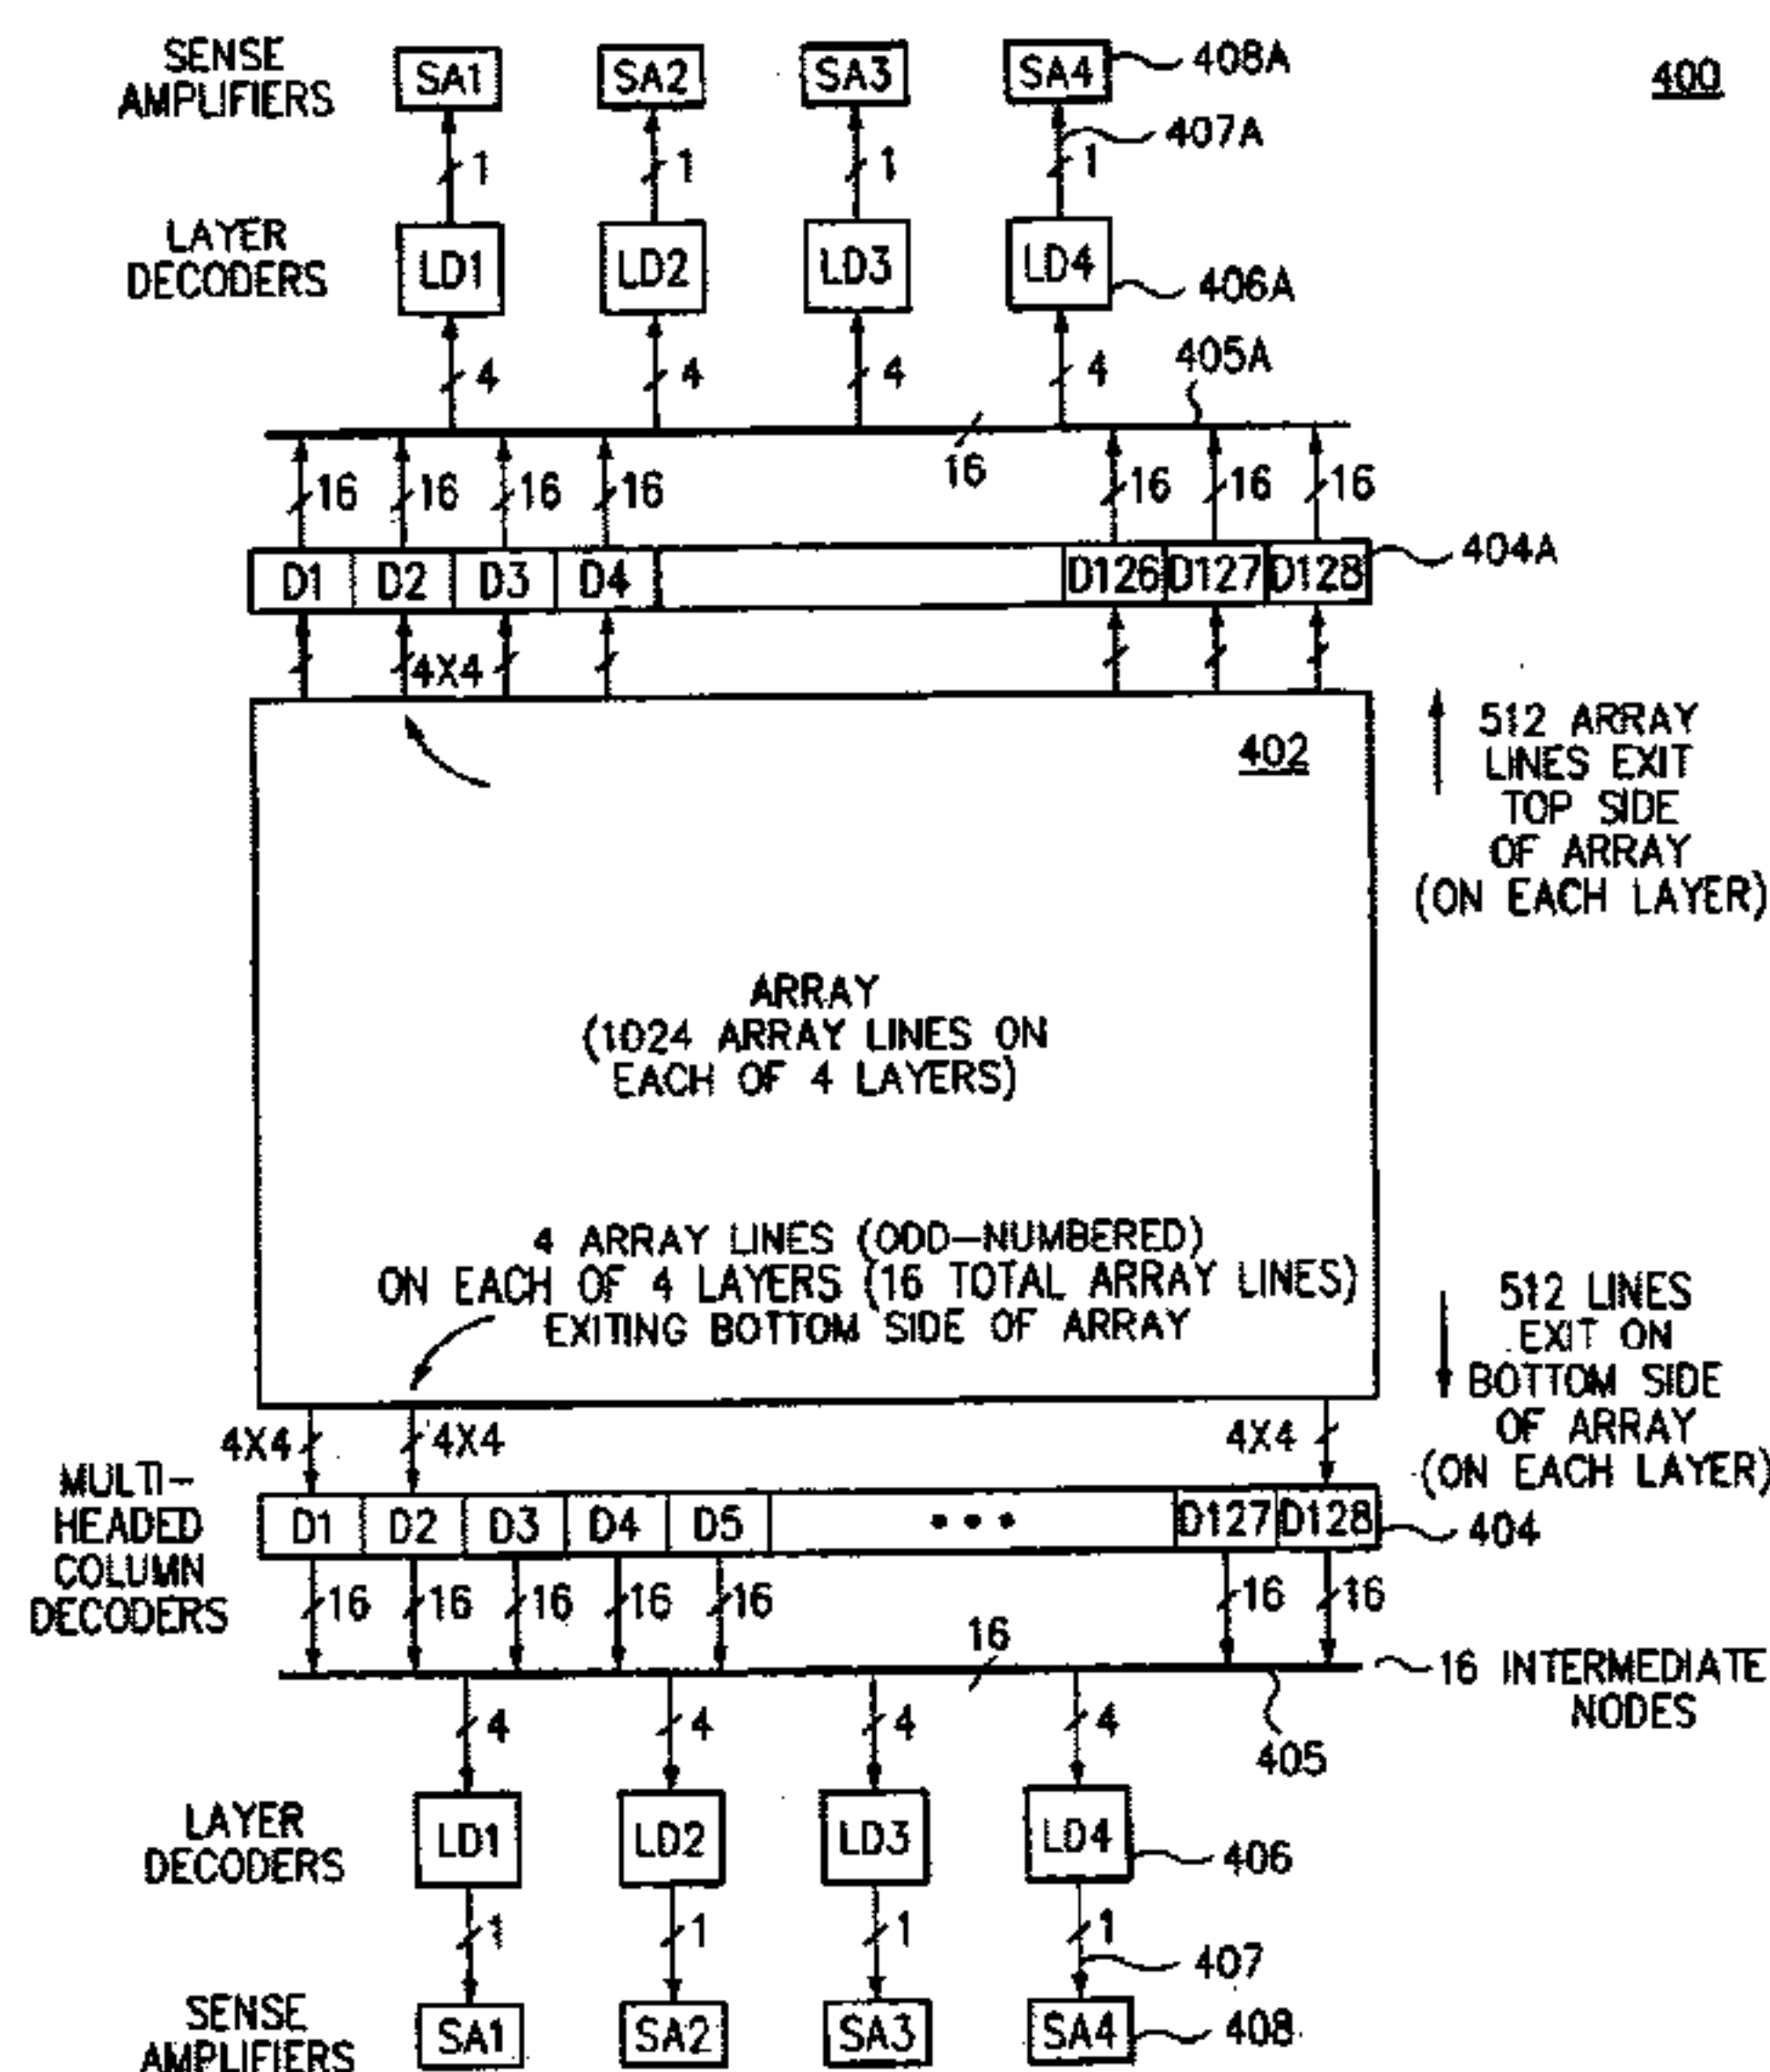 SENSE
AMPLIFIERS
SA1 SA2 SA3 SA4 408A
400
407A
1 1 1 1
LAYER
DECODERS
LD1 LD2 LD3 LD4 406A
4 4 4 4 405A
16
16 16 16 16 16 16 16
D1 D2 D3 D4 D126 D127 D128 404A
4X4
402
512 ARRAY
LINES EXIT
TOP SIDE
OF ARRAY
(ON EACH LAYER)
ARRAY
(1024 ARRAY LINES ON
EACH OF 4 LAYERS)
4 ARRAY LINES (ODD-NUMBERED)
ON EACH OF 4 LAYERS (16 TOTAL ARRAY LINES)
EXITING BOTTOM SIDE OF ARRAY
512 LINES
EXIT ON
BOTTOM SIDE
OF ARRAY
(ON EACH LAYER)
4X4 4X4 4X4
MULTI-
HEADED
COLUMN
DECODERS
D1 D2 D3 D4 D5 ••• D127 D128 404
16 16 16 16 16 16 16
16
16 INTERMEDIATE
NODES
4 4 4 4 405
LAYER
DECODERS
LD1 LD2 LD3 LD4 406
1 1 1 1
407
SENSE
AMPLIFIERS
SA1 SA2 SA3 SA4 408